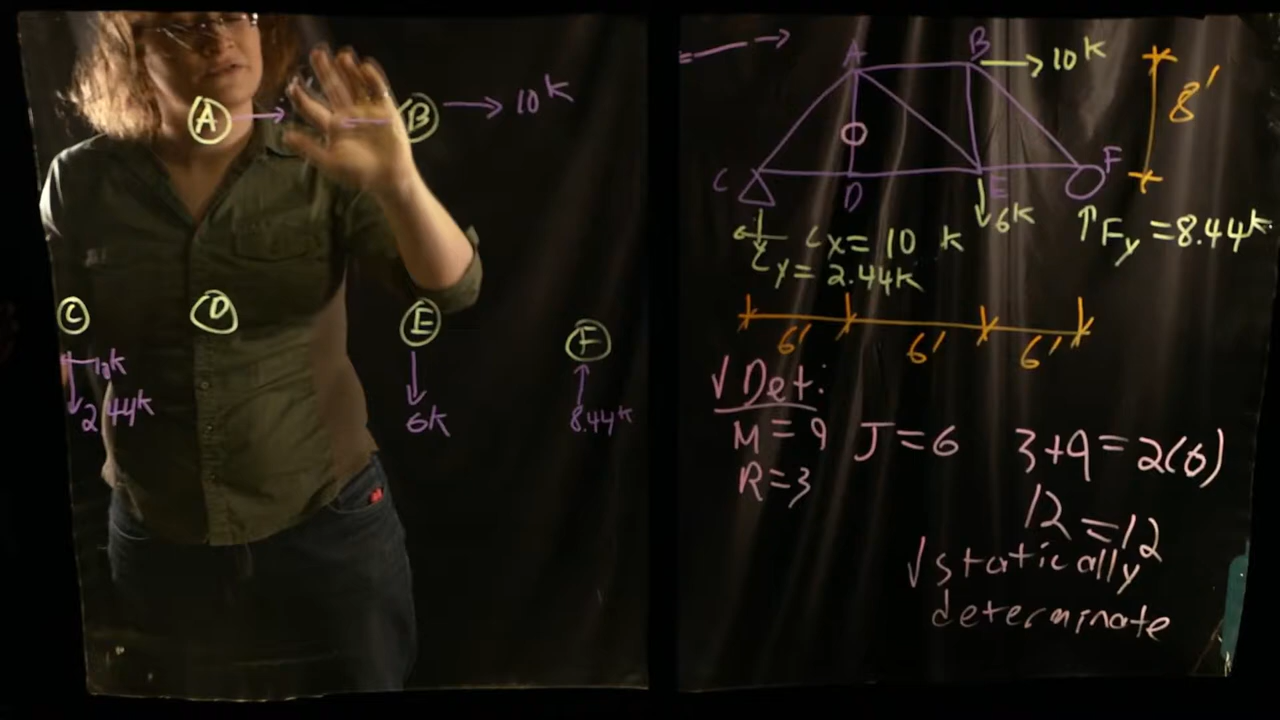 A B → 10k
C D E F
10k
2.44k
6k
8.44k
A B → 10k
8'
0
C D E F
6k
Cx = 10 k
Cy = 2.44k
Fy = 8.44k
6' 6' 6'
√ Det:
M = 9 J = 6 3+9 = 2(6)
R = 3
12 = 12
√ statically
determinate